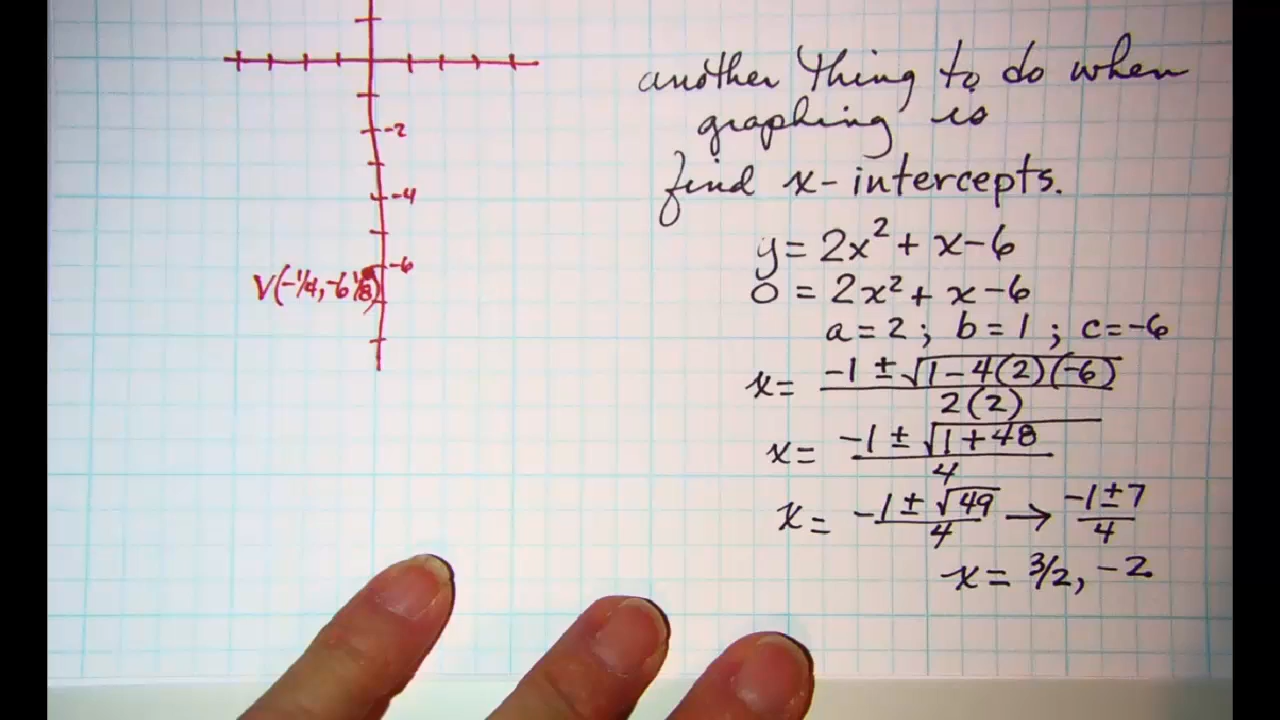 -2
-4
-6
V(-1/4, -6 1/8)
another thing to do when
graphing is
find x-intercepts.
y = 2x² + x - 6
0 = 2x² + x - 6
a = 2 ; b = 1 ; c = -6
x = (-1 ± √(1 - 4(2)(-6))) / 2(2)
x = (-1 ± √(1 + 48)) / 4
x = (-1 ± √49) / 4 → (-1 ± 7) / 4
x = 3/2, -2